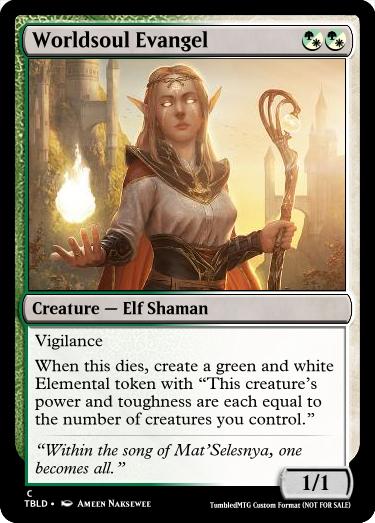 Worldsoul Evangel
Creature — Elf Shaman
Vigilance
When this dies, create a green and white
Elemental token with “This creature’s
power and toughness are each equal to
the number of creatures you control.”
“Within the song of Mat’Selesnya, one
becomes all.”
1/1
C
TBLD • Ameen Naksewee
TumbledMTG Custom Format (NOT FOR SALE)